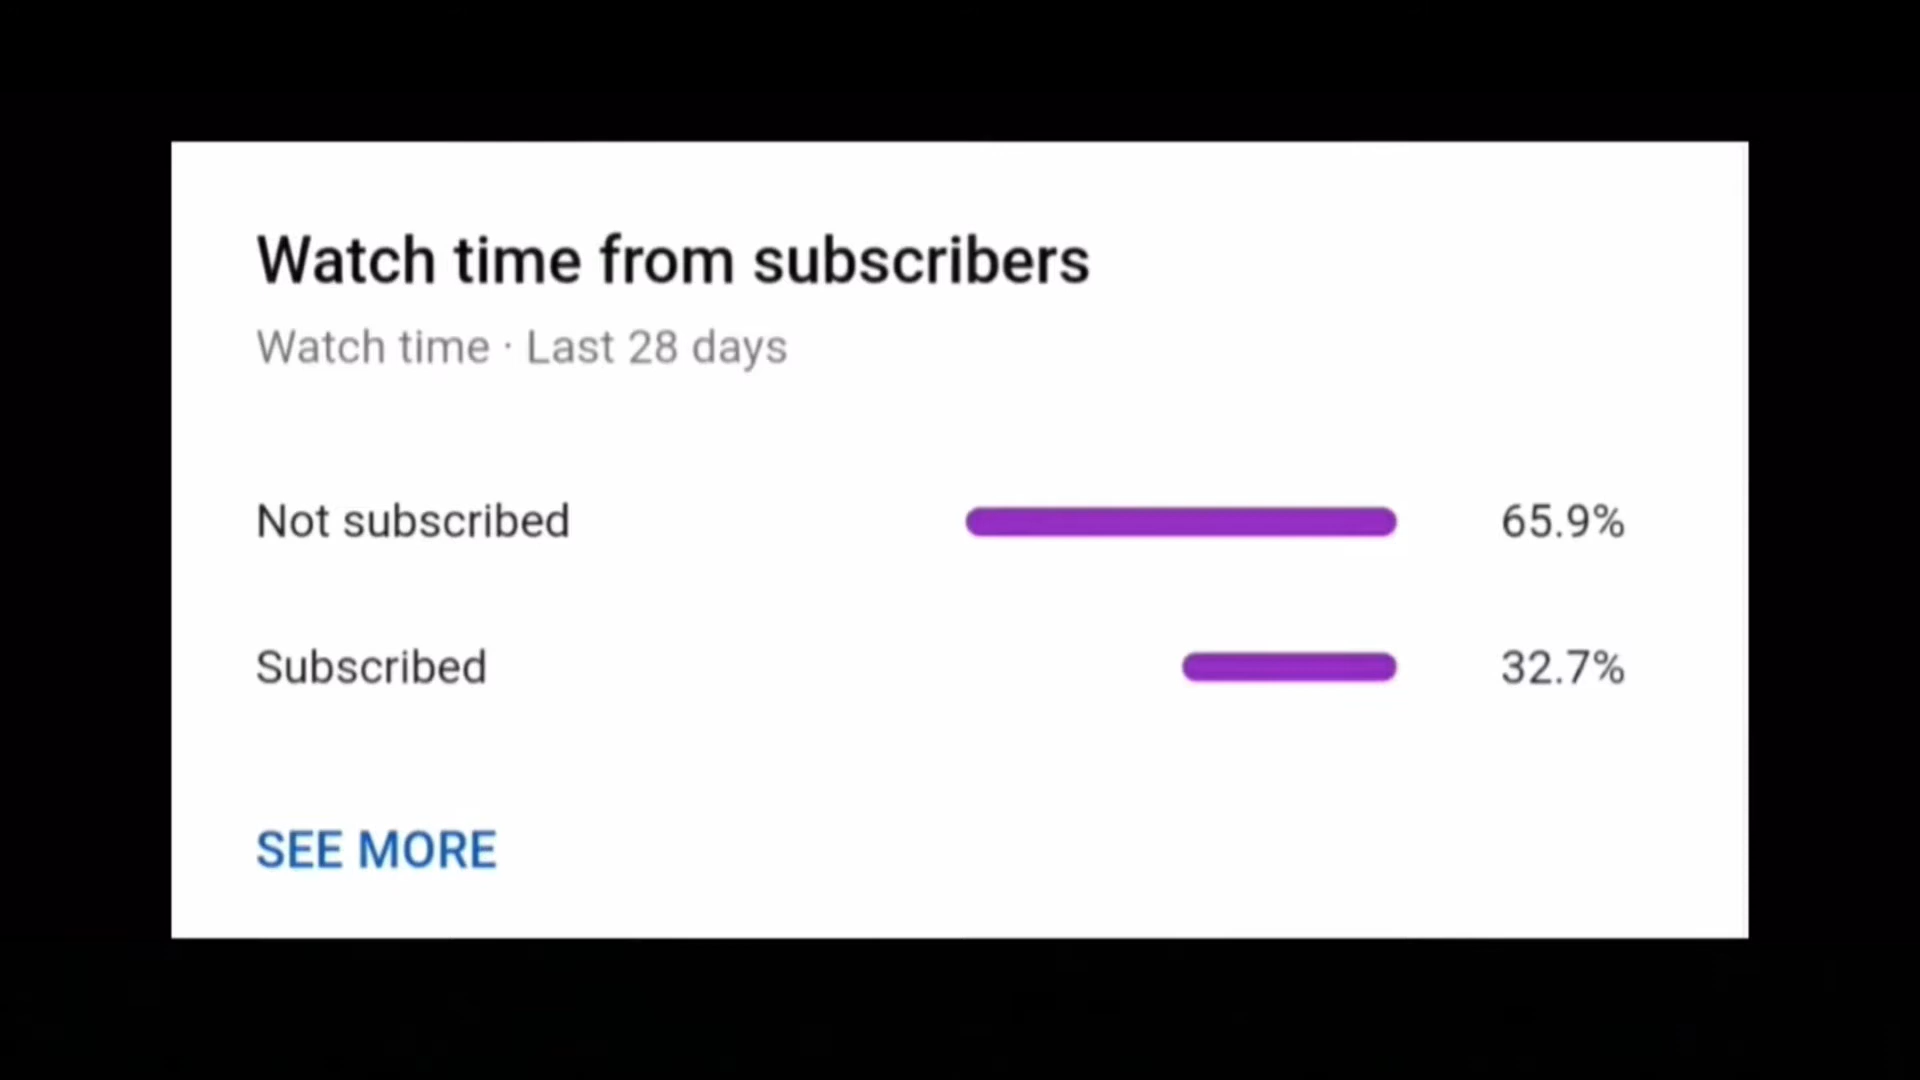 Watch time from subscribers
Watch time · Last 28 days
Not subscribed 65.9%
Subscribed 32.7%
SEE MORE